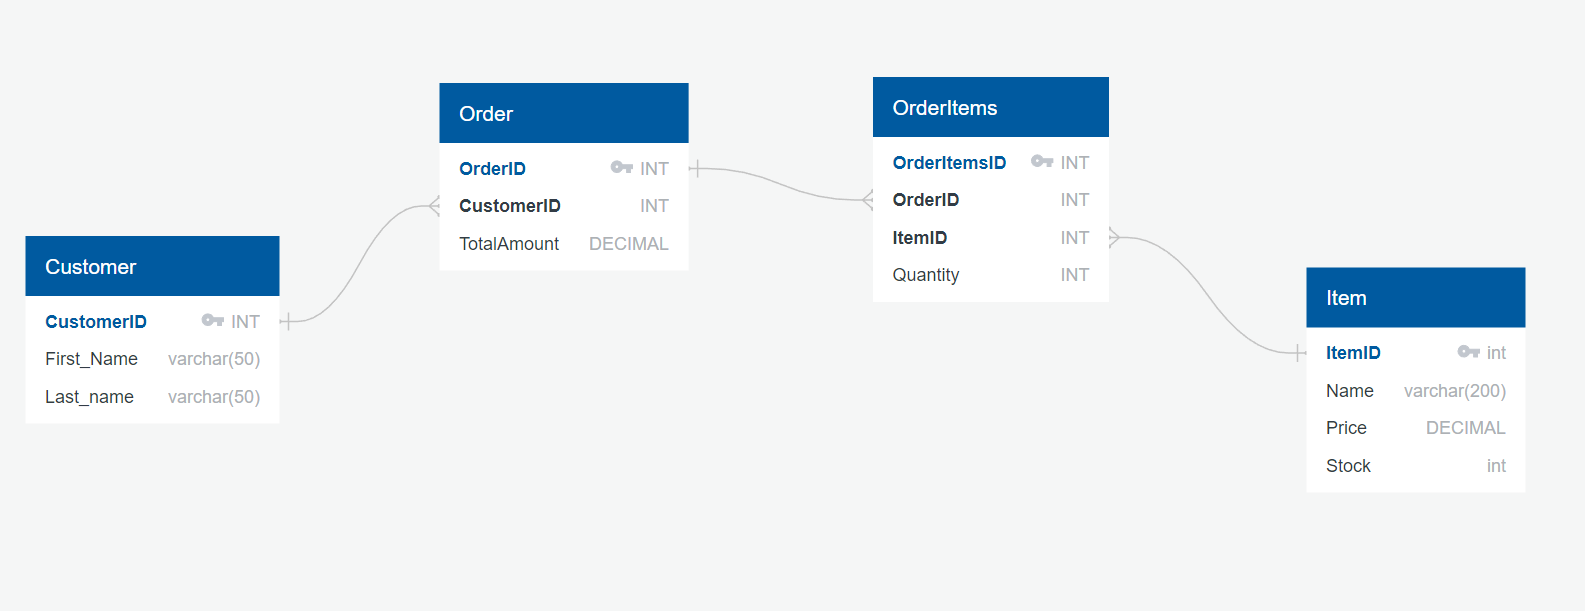 Customer
CustomerID INT
First_Name varchar(50)
Last_name varchar(50)
Order
OrderID INT
CustomerID INT
TotalAmount DECIMAL
OrderItems
OrderItemsID INT
OrderID INT
ItemID INT
Quantity INT
Item
ItemID int
Name varchar(200)
Price DECIMAL
Stock int